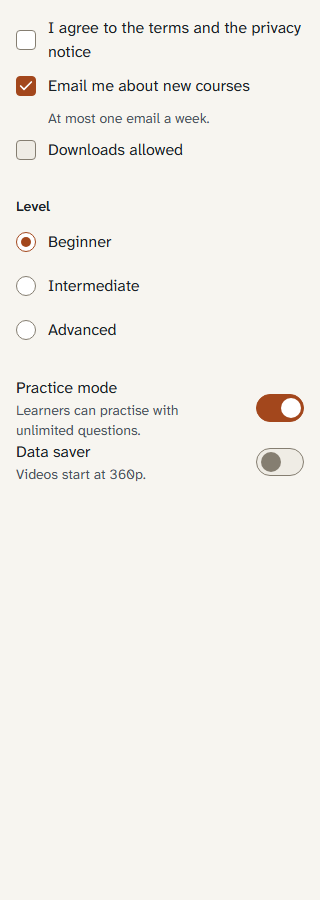 I agree to the terms and the privacy
notice
Email me about new courses
At most one email a week.
Downloads allowed
Level
Beginner
Intermediate
Advanced
Practice mode
Learners can practise with
unlimited questions.
Data saver
Videos start at 360p.